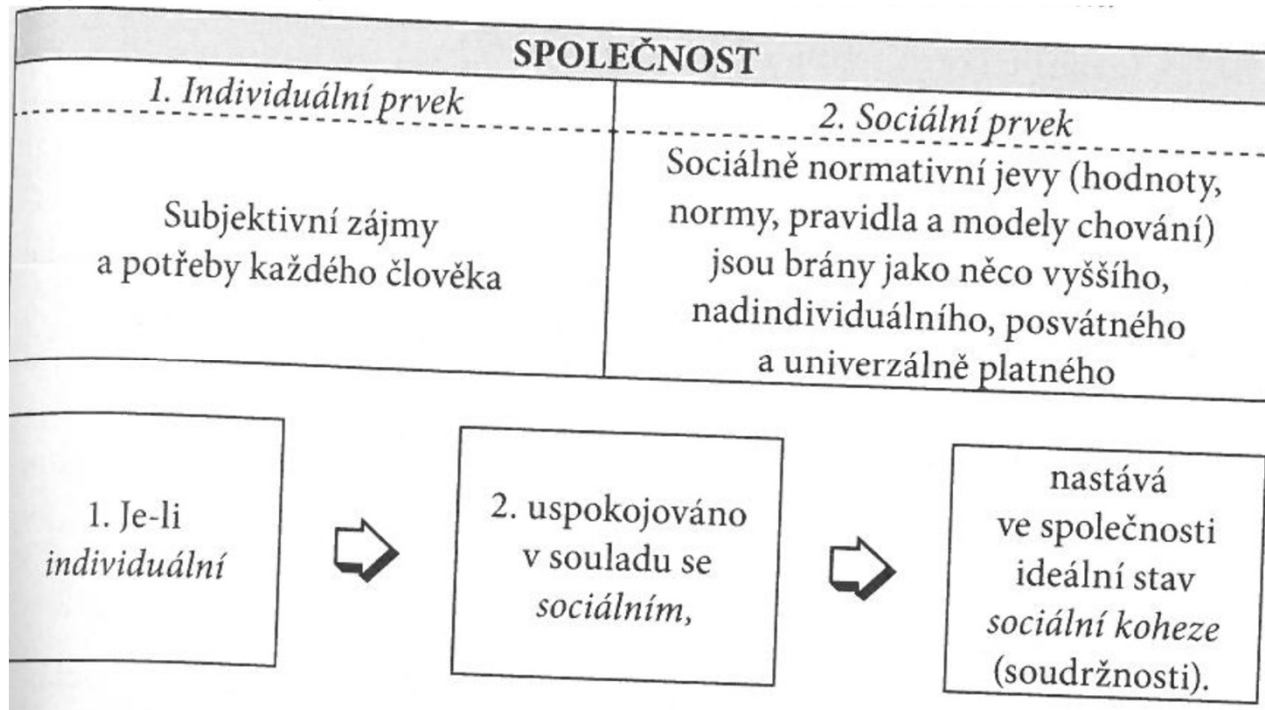 SPOLEČNOST
1. Individuální prvek
2. Sociální prvek
Subjektivní zájmy
a potřeby každého člověka
Sociálně normativní jevy (hodnoty,
normy, pravidla a modely chování)
jsou brány jako něco vyššího,
nadindividuálního, posvátného
a univerzálně platného
1. Je-li
individuální
2. uspokojováno
v souladu se
sociálním,
nastává
ve společnosti
ideální stav
sociální koheze
(soudržnosti).